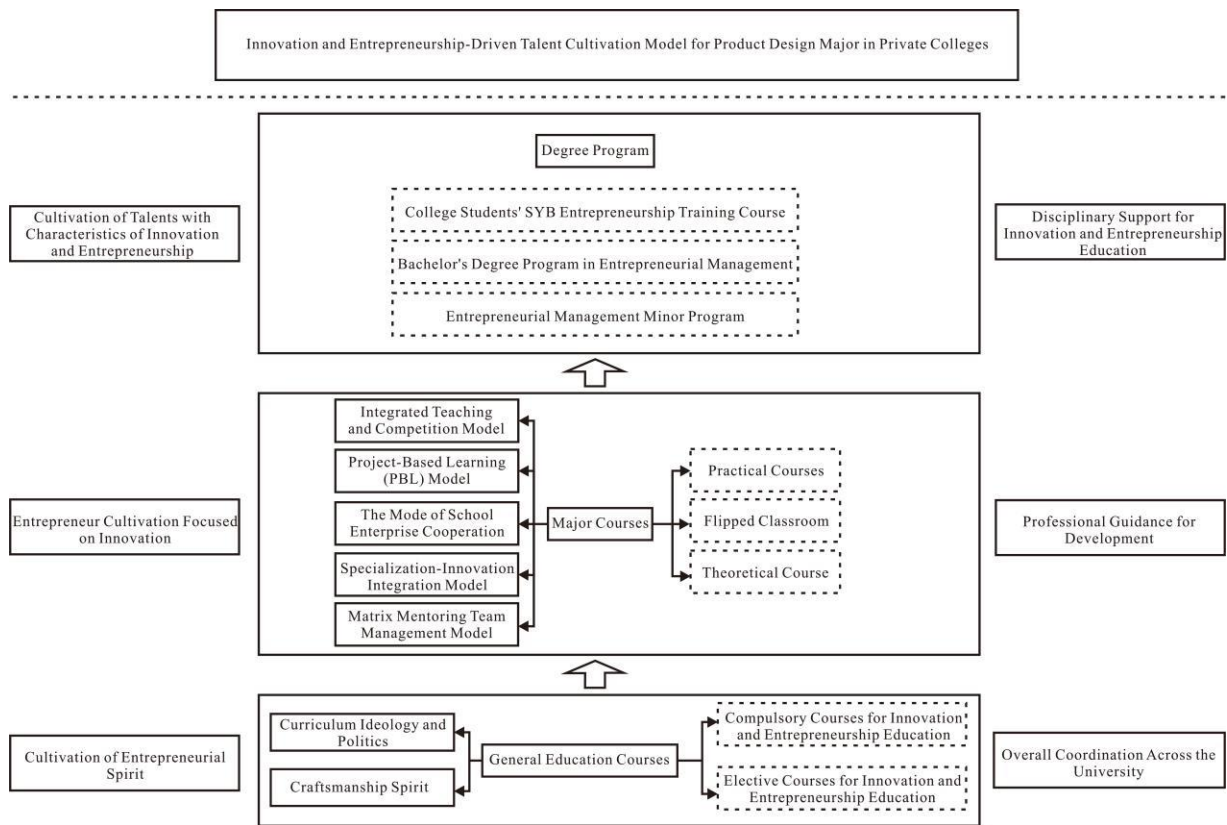 Innovation and Entrepreneurship-Driven Talent Cultivation Model for Product Design Major in Private Colleges
Degree Program
College Students' SYB Entrepreneurship Training Course
Bachelor's Degree Program in Entrepreneurial Management
Entrepreneurial Management Minor Program
Cultivation of Talents with
Characteristics of Innovation
and Entrepreneurship
Disciplinary Support for
Innovation and Entrepreneurship
Education
Integrated Teaching
and Competition Model
Project-Based Learning
(PBL) Model
The Mode of School
Enterprise Cooperation
Specialization-Innovation
Integration Model
Matrix Mentoring Team
Management Model
Major Courses
Practical Courses
Flipped Classroom
Theoretical Course
Entrepreneur Cultivation Focused
on Innovation
Professional Guidance for
Development
Curriculum Ideology and
Politics
Craftsmanship Spirit
General Education Courses
Compulsory Courses for Innovation
and Entrepreneurship Education
Elective Courses for Innovation and
Entrepreneurship Education
Cultivation of Entrepreneurial
Spirit
Overall Coordination Across the
University